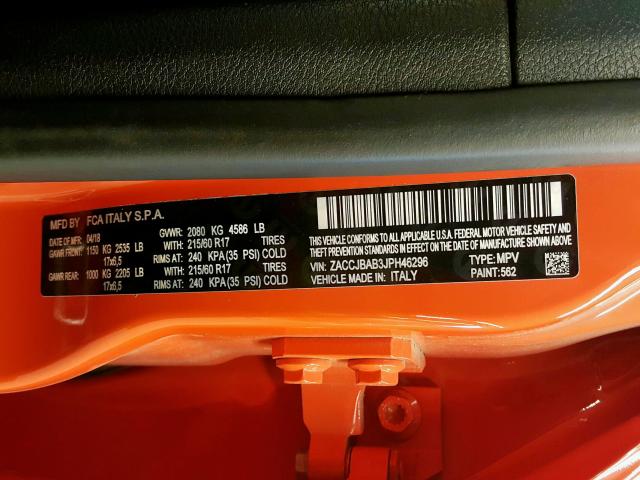 MFD BY FCA ITALY S.P.A.
04/18 GVWR: 2080 KG 4586 LB
GAWR FRONT: 1150 KG 2535 LB WITH: 215/60 R17 TIRES
17x6,5 RIMS AT: 240 KPA (35 PSI) COLD
GAWR REAR: 1000 KG 2205 LB WITH: 215/60 R17 TIRES
17x6,5 RIMS AT: 240 KPA (35 PSI) COLD
THIS VEHICLE CONFORMS TO ALL APPLICABLE U.S.A. FEDERAL MOTOR VEHICLE SAFETY,
BUMPER, AND THEFT PREVENTION STANDARDS IN EFFECT ON THE DATE OF MFR SHOWN ABOVE
VIN: ZACCJBAB3JPH46296 TYPE: MPV
VEHICLE MADE IN: ITALY PAINT: 562